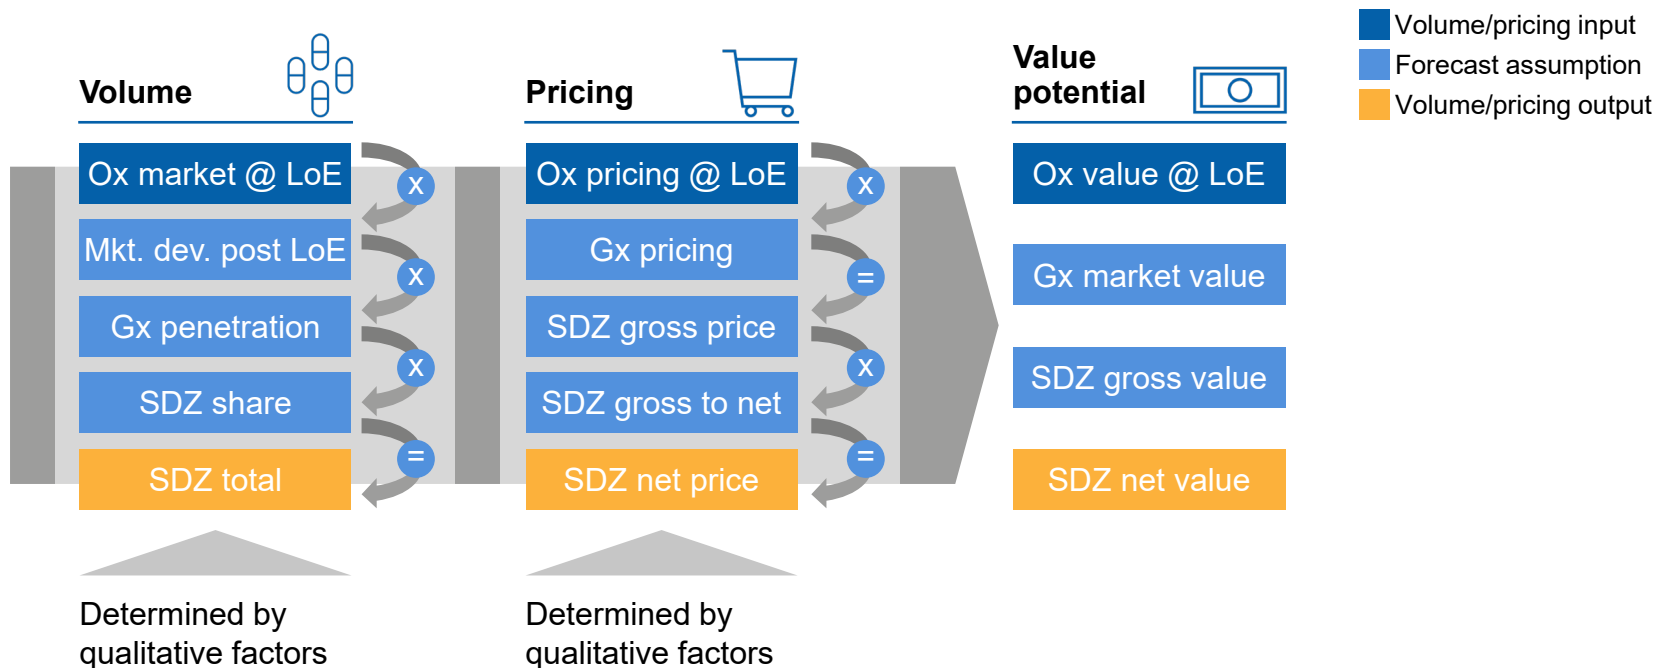 Volume
Ox market @ LoE
x
Mkt. dev. post LoE
x
Gx penetration
x
SDZ share
=
SDZ total
Determined by
qualitative factors
Pricing
Ox pricing @ LoE
x
Gx pricing
=
SDZ gross price
x
SDZ gross to net
=
SDZ net price
Determined by
qualitative factors
Value
potential
Ox value @ LoE
Gx market value
SDZ gross value
SDZ net value
Volume/pricing input
Forecast assumption
Volume/pricing output